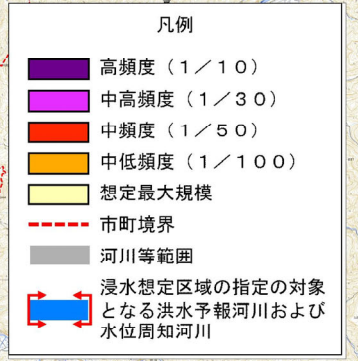 凡例
高頻度（１／１０）
中高頻度（１／３０）
中頻度（１／５０）
中低頻度（１／１００）
想定最大規模
市町境界
河川等範囲
浸水想定区域の指定の対象
となる洪水予報河川および
水位周知河川